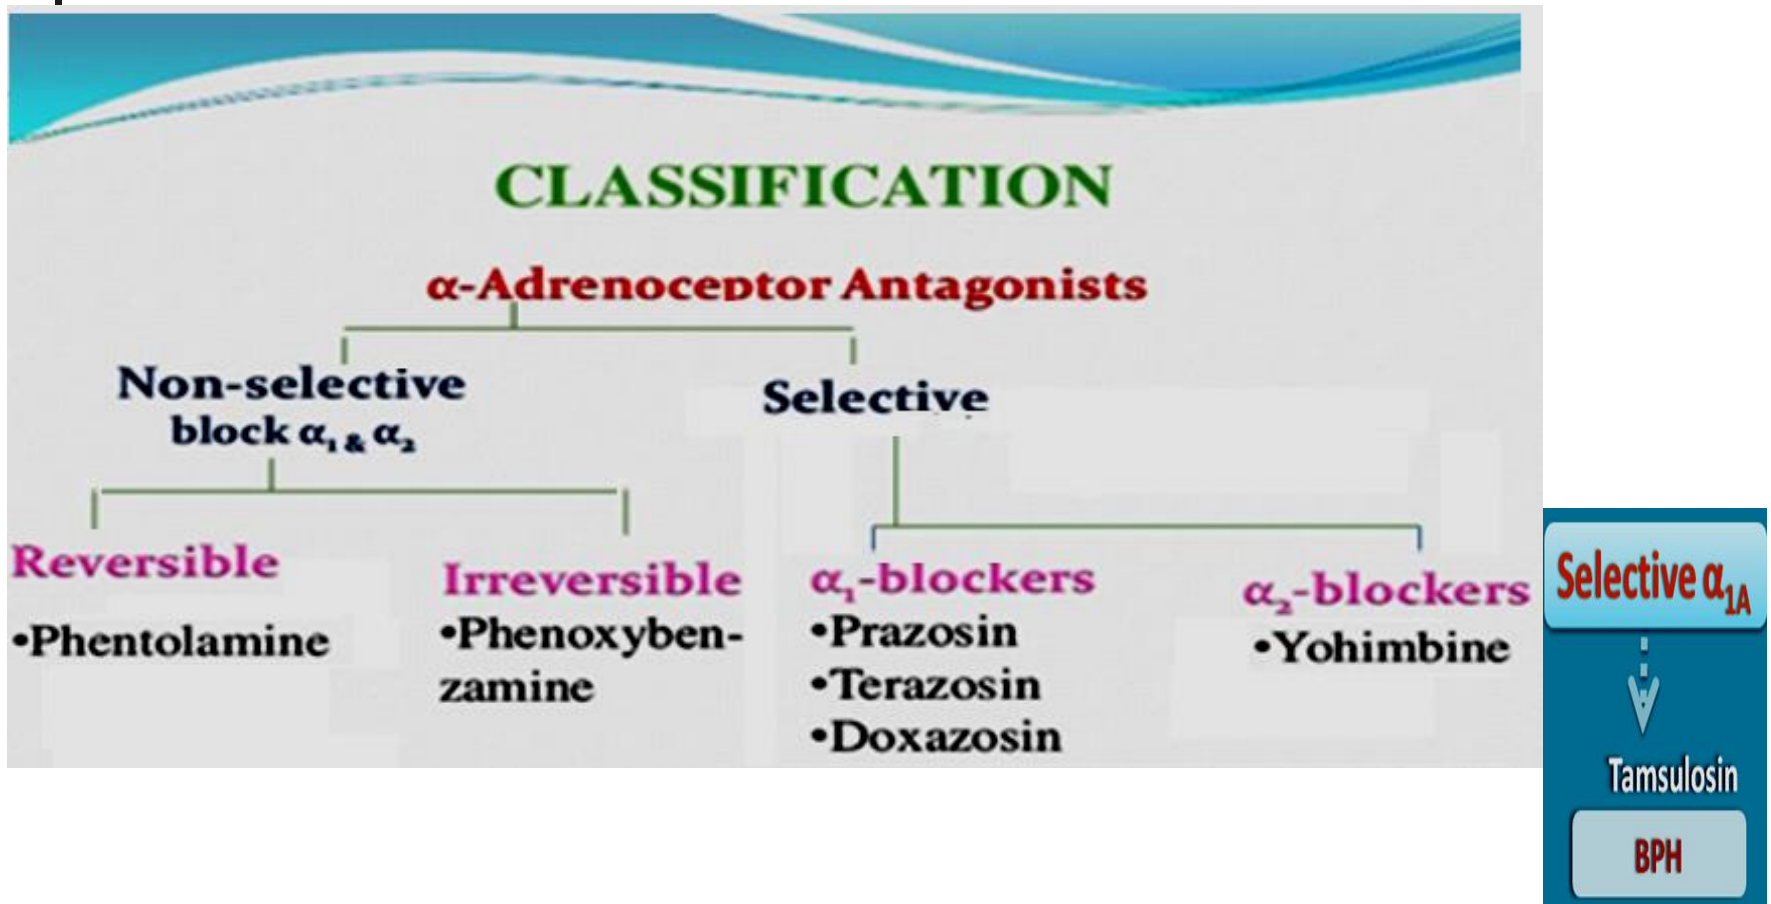 CLASSIFICATION
α-Adrenoceptor Antagonists
Non-selective
block α₁ & α₂
Selective
Reversible
•Phentolamine
Irreversible
•Phenoxyben-
zamine
α₁-blockers
•Prazosin
•Terazosin
•Doxazosin
α₂-blockers
•Yohimbine
Selective α₁A
Tamsulosin
BPH